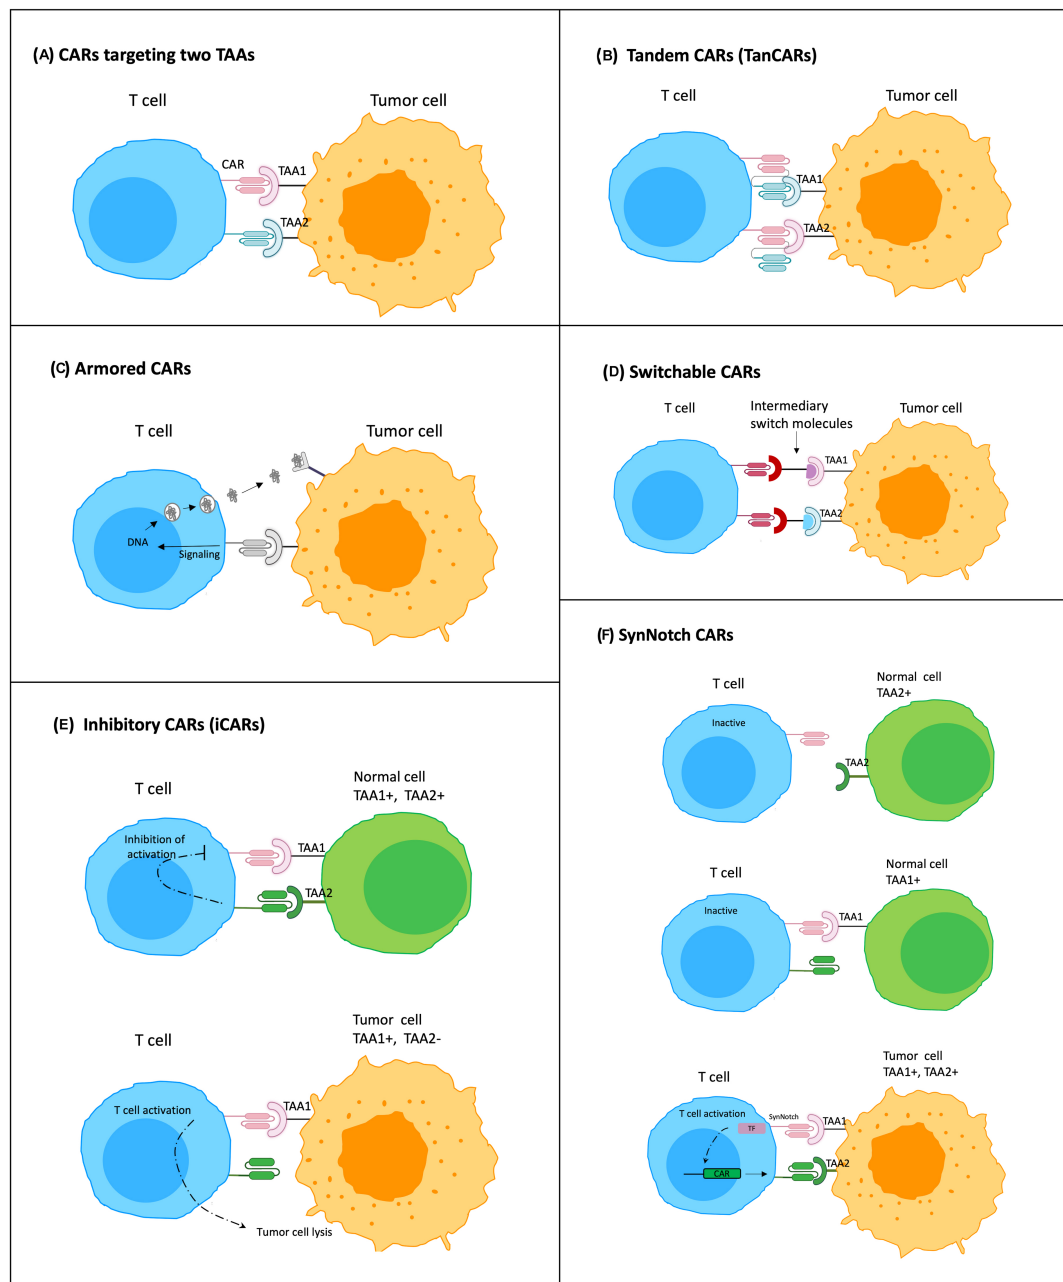 (A) CARs targeting two TAAs
T cell
Tumor cell
CAR
TAA1
TAA2
(B) Tandem CARs (TanCARs)
T cell
Tumor cell
TAA1
TAA2
(C) Armored CARs
T cell
Tumor cell
DNA
Signaling
(D) Switchable CARs
T cell
Intermediary
switch molecules
Tumor cell
TAA1
TAA2
(E) Inhibitory CARs (iCARs)
T cell
Normal cell
TAA1+, TAA2+
Inhibition of
activation
TAA1
TAA2
T cell
Tumor cell
TAA1+, TAA2-
T cell activation
TAA1
Tumor cell lysis
(F) SynNotch CARs
T cell
Normal cell
TAA2+
Inactive
TAA2
T cell
Normal cell
TAA1+
Inactive
TAA1
T cell
Tumor cell
TAA1+, TAA2+
T cell activation
SynNotch
TF
TAA1
TAA2
CAR